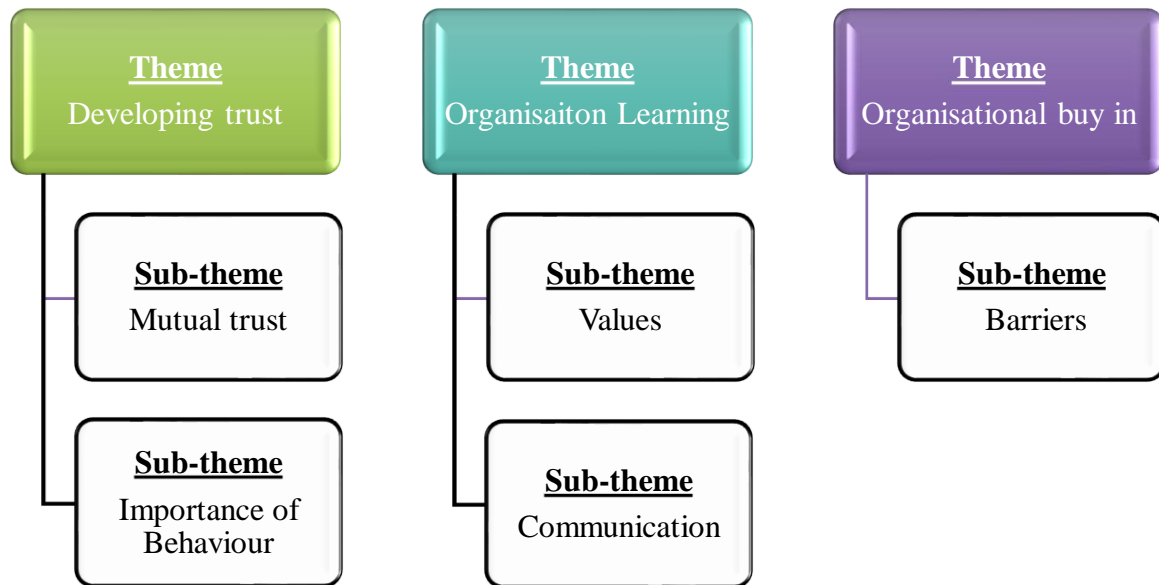 Theme
Developing trust
Sub-theme
Mutual trust
Sub-theme
Importance of
Behaviour
Theme
Organisaiton Learning
Sub-theme
Values
Sub-theme
Communication
Theme
Organisational buy in
Sub-theme
Barriers